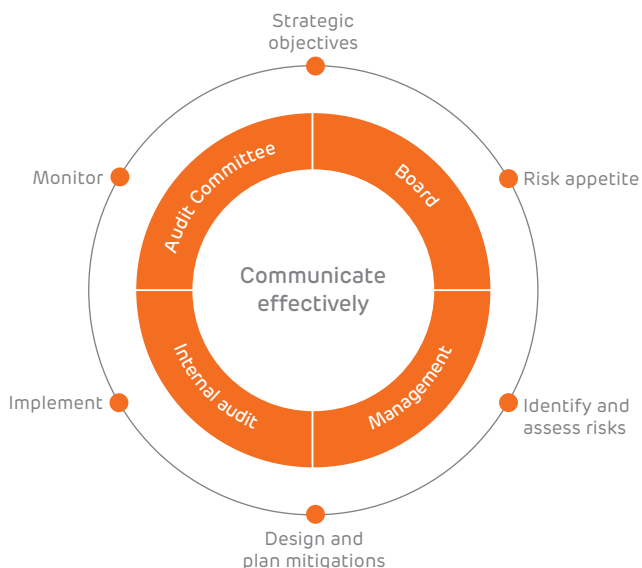 Strategic
objectives
Risk appetite
Identify and
assess risks
Design and
plan mitigations
Implement
Monitor
Audit Committee
Board
Management
Internal audit
Communicate
effectively